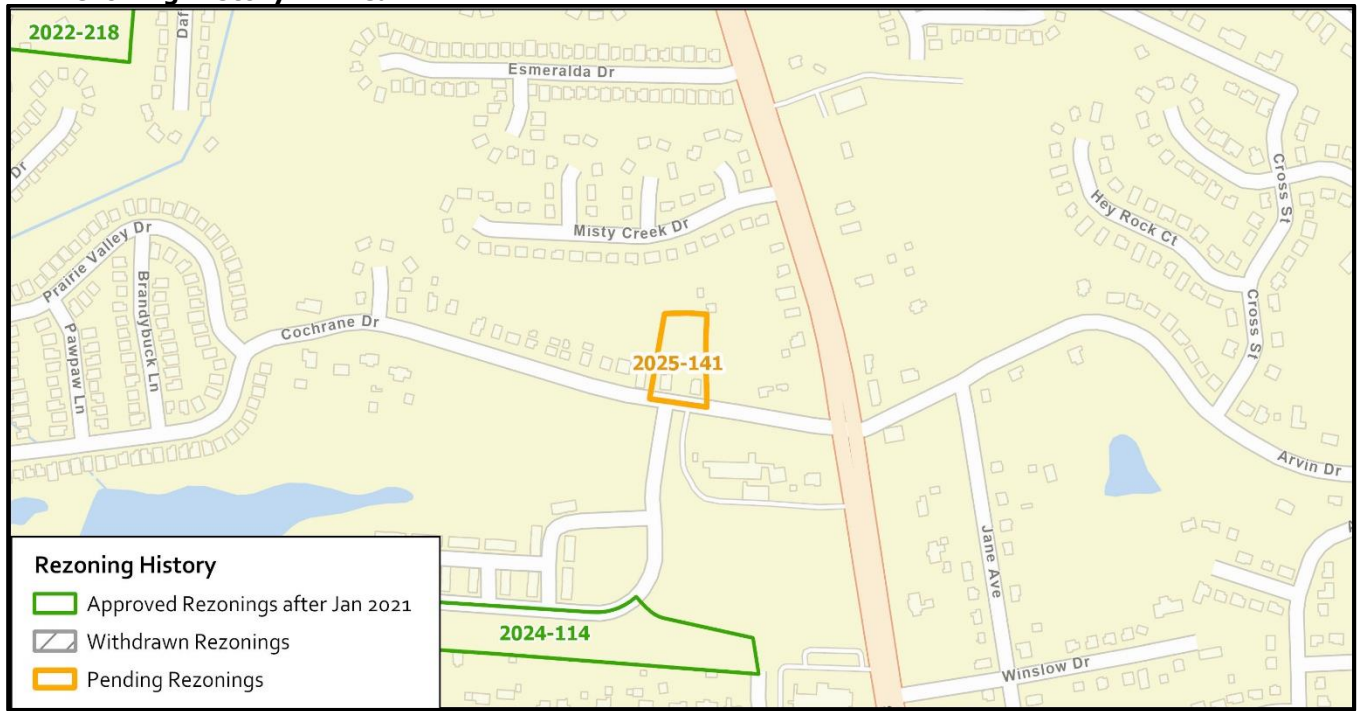 2022-218
Daf
Esmeralda Dr
Dr
Cross St
Hey Rock Ct
Misty Creek Dr
Prairie Valley Dr
Brandybuck Ln
Pawpaw Ln
Cochrane Dr
2025-141
Cross St
Arvin Dr
Jane Ave
Winslow Dr
2024-114
Rezoning History
Approved Rezonings after Jan 2021
Withdrawn Rezonings
Pending Rezonings